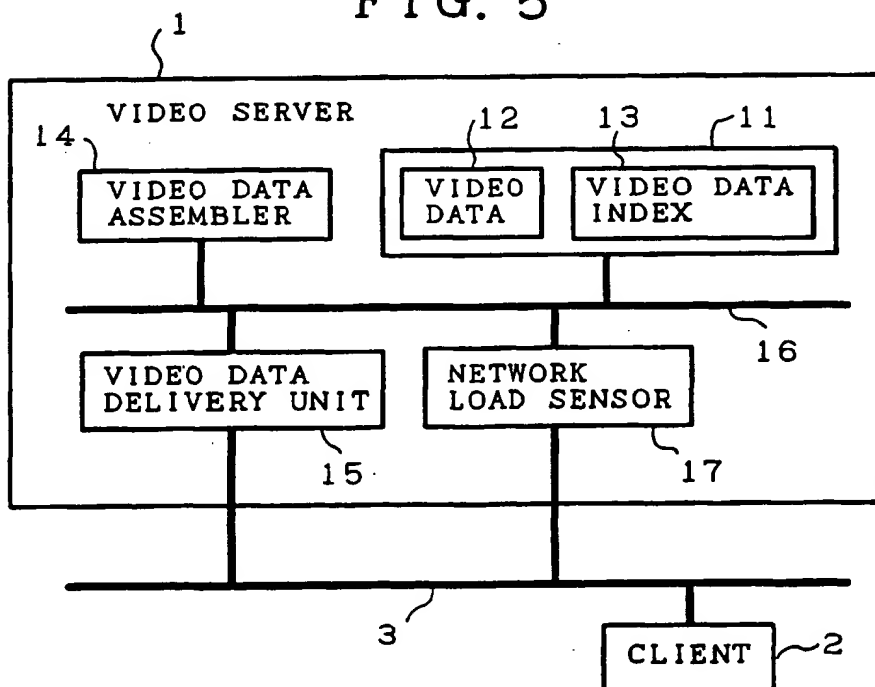 FIG. 5
1
VIDEO SERVER
14
12
13
11
VIDEO DATA
ASSEMBLER
VIDEO
DATA
VIDEO DATA
INDEX
16
VIDEO DATA
DELIVERY UNIT
NETWORK
LOAD SENSOR
15
17
3
CLIENT
2